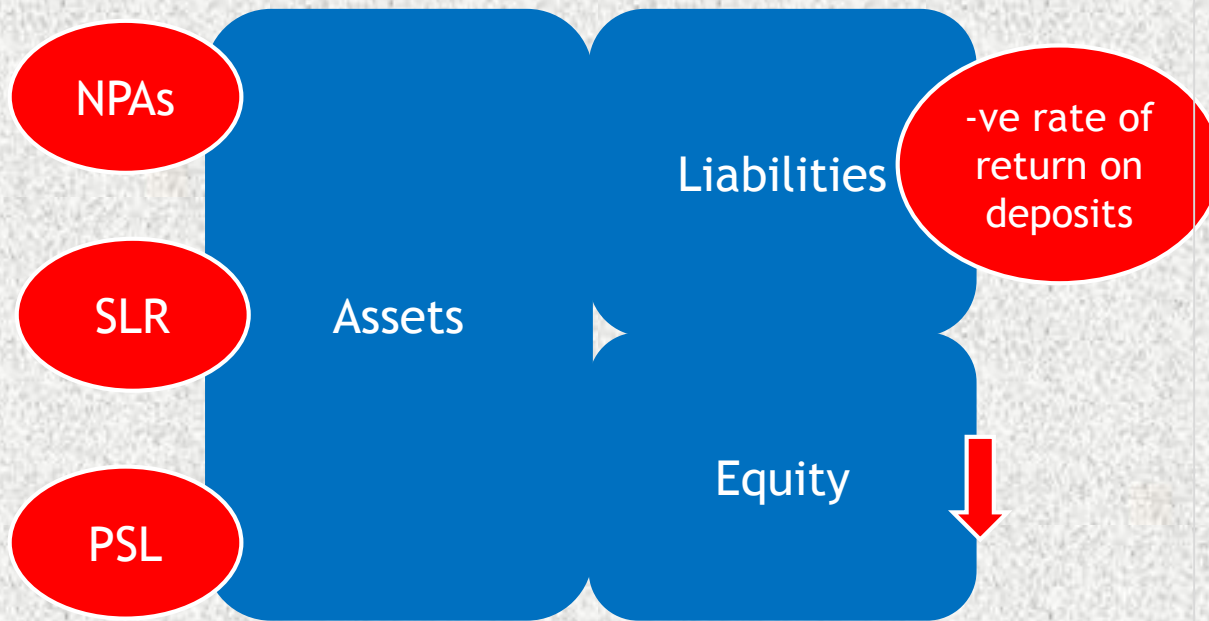 NPAs
SLR
PSL
Assets
Liabilities
-ve rate of
return on
deposits
Equity